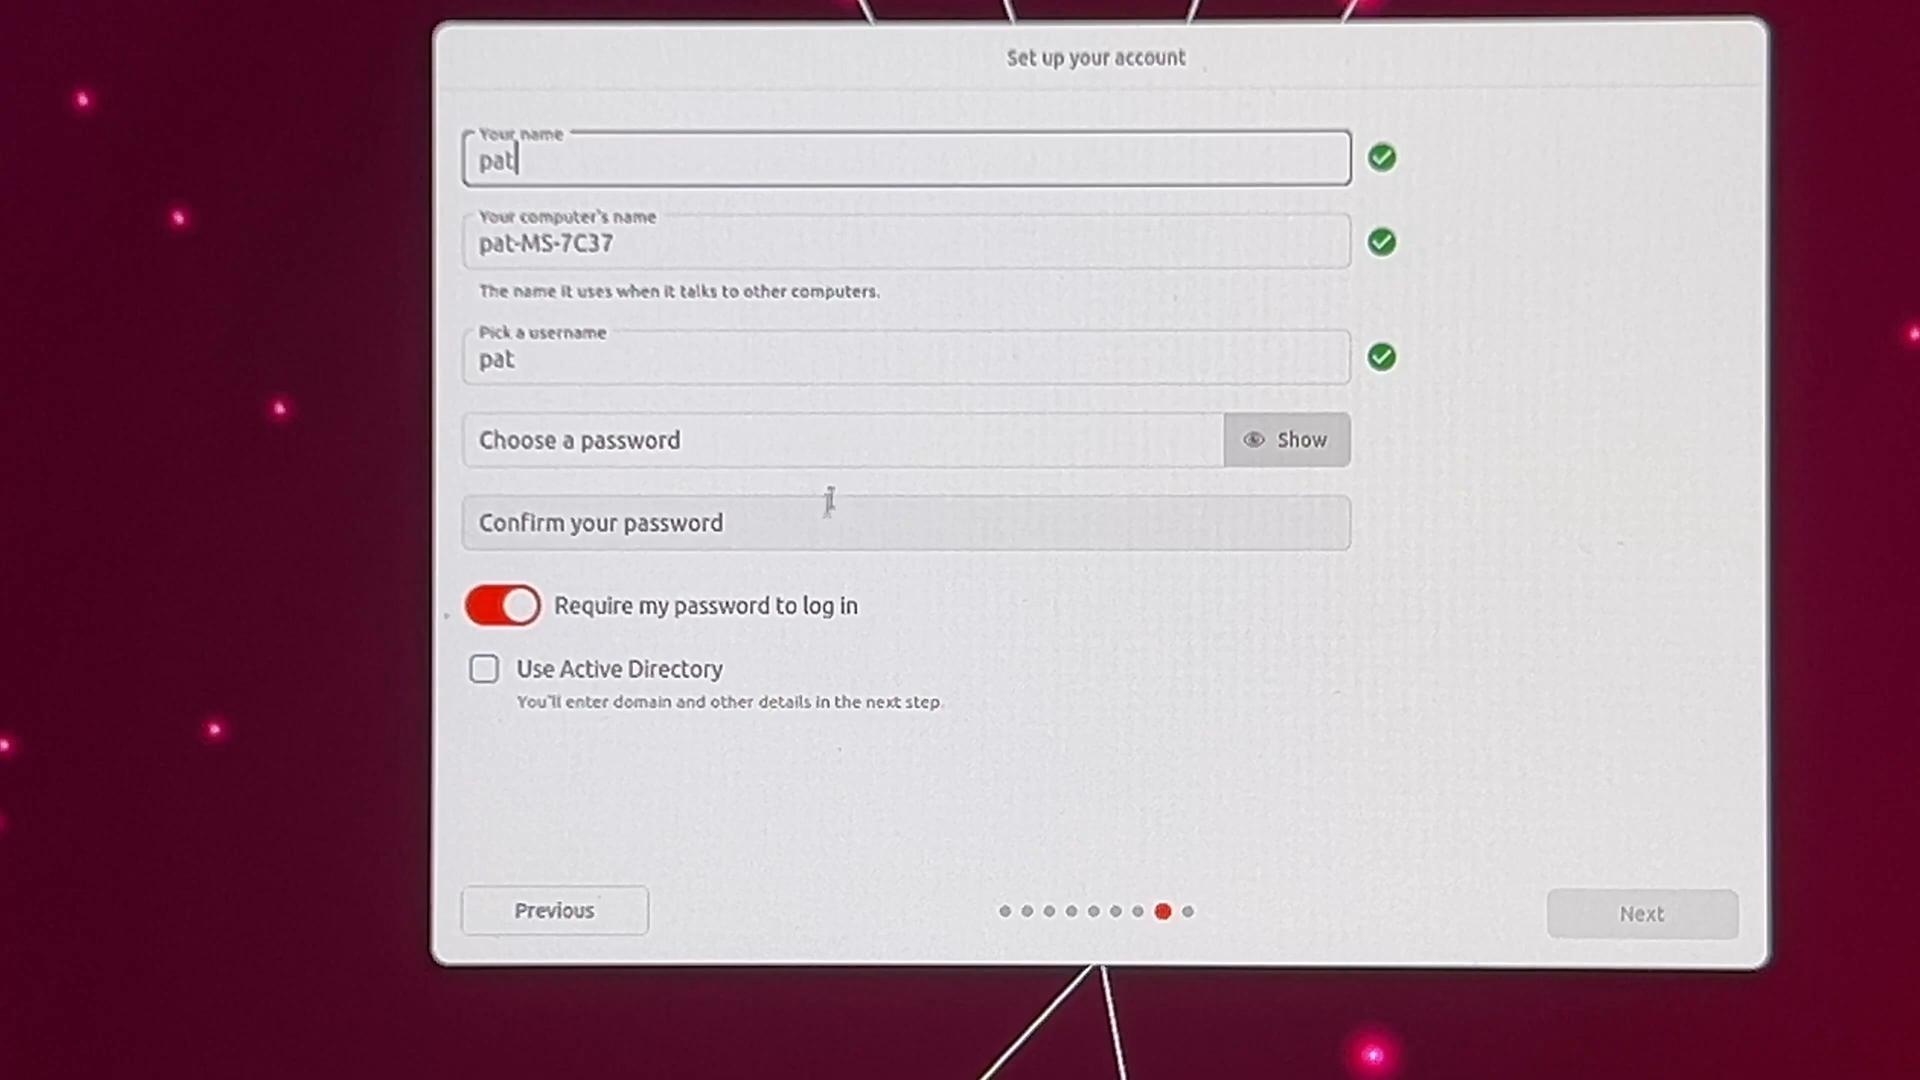 Set up your account
Your name
pat
Your computer's name
pat-MS-7C37
The name it uses when it talks to other computers.
Pick a username
pat
Choose a password
Show
Confirm your password
Require my password to log in
Use Active Directory
You'll enter domain and other details in the next step.
Previous
Next